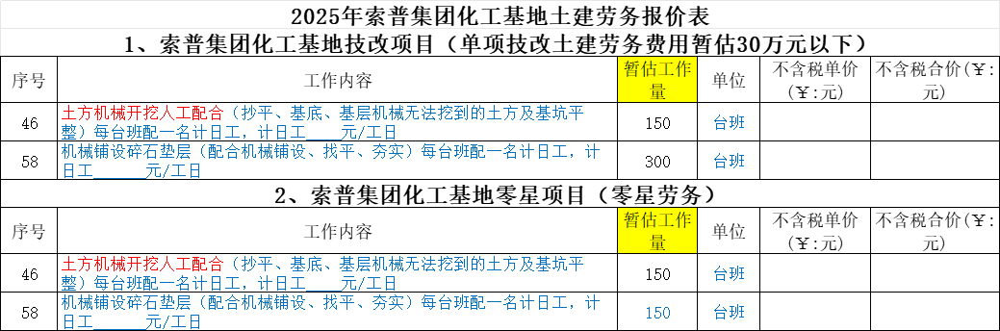 2025年索普集团化工基地土建劳务报价表
1、索普集团化工基地技改项目（单项技改土建劳务费用暂估30万元以下）
序号 工作内容 暂估工作量 单位 不含税单价(￥:元) 不含税合价(￥:元)
46 土方机械开挖人工配合（抄平、基底、基层机械无法挖到的土方及基坑平 150 台班
整）每台班配一名计日工，计日工____元/工日
58 机械铺设碎石垫层（配合机械铺设、找平、夯实）每台班配一名计日工，计 300 台班
日工______元/工日
2、索普集团化工基地零星项目（零星劳务）
序号 工作内容 暂估工作量 单位 不含税单价(￥:元) 不含税合价(￥:元)
46 土方机械开挖人工配合（抄平、基底、基层机械无法挖到的土方及基坑平 150 台班
整）每台班配一名计日工，计日工____元/工日
58 机械铺设碎石垫层（配合机械铺设、找平、夯实）每台班配一名计日工，计 150 台班
日工______元/工日